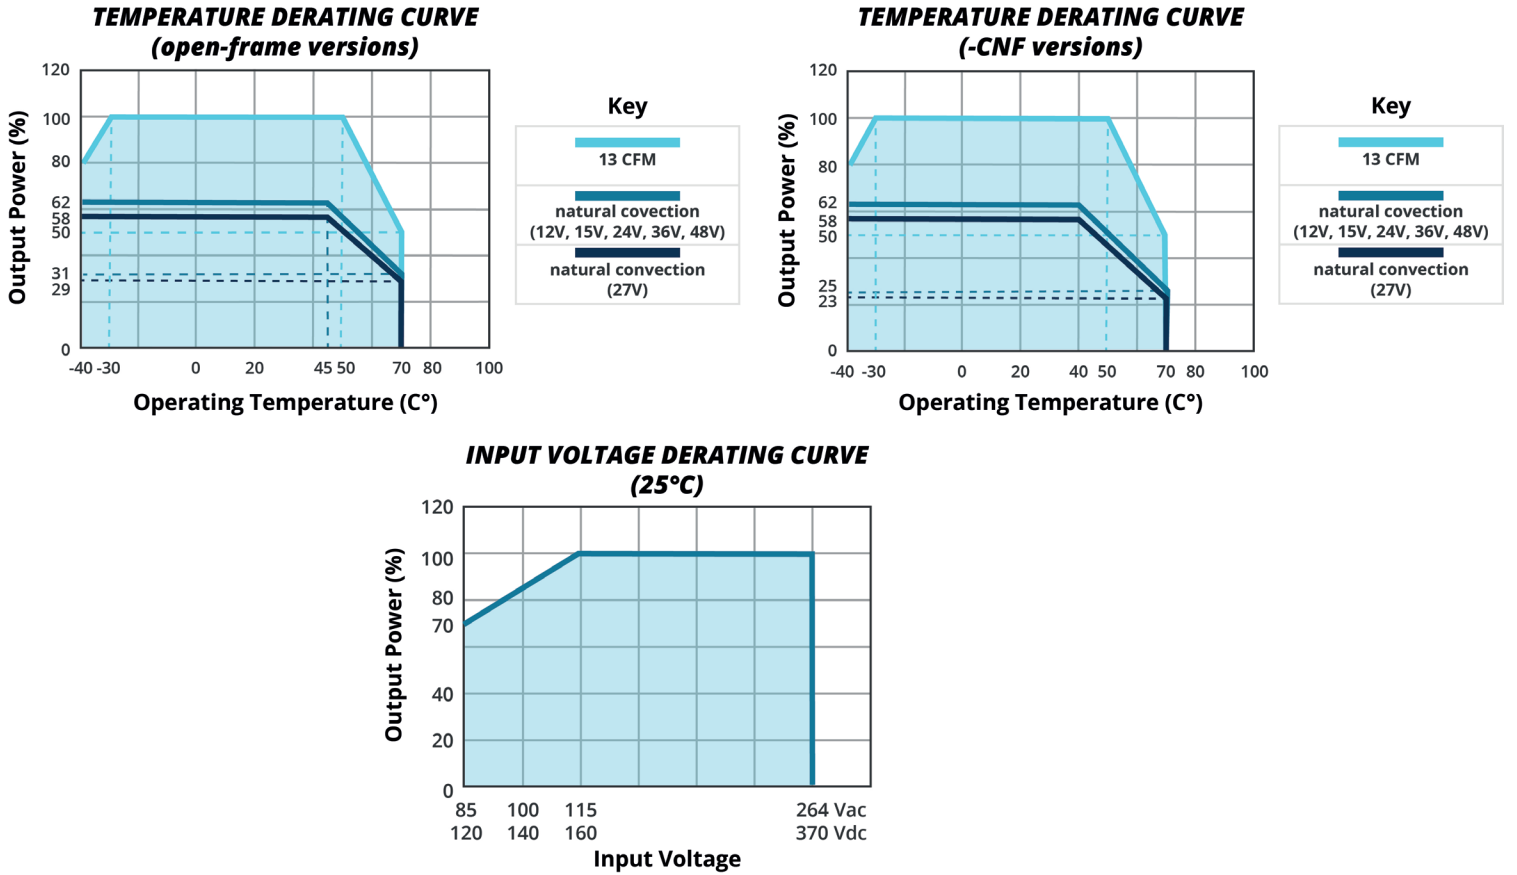 TEMPERATURE DERATING CURVE
(open-frame versions)
Output Power (%)
120
100
80
62
58
50
31
29
0
-40 -30 0 20 45 50 70 80 100
Operating Temperature (C°)
Key
13 CFM
natural covection
(12V, 15V, 24V, 36V, 48V)
natural convection
(27V)
TEMPERATURE DERATING CURVE
(-CNF versions)
Output Power (%)
120
100
80
62
58
50
25
23
0
-40 -30 0 20 40 50 70 80 100
Operating Temperature (C°)
Key
13 CFM
natural covection
(12V, 15V, 24V, 36V, 48V)
natural convection
(27V)
INPUT VOLTAGE DERATING CURVE
(25°C)
Output Power (%)
120
100
80
70
40
20
0
85 100 115 264 Vac
120 140 160 370 Vdc
Input Voltage